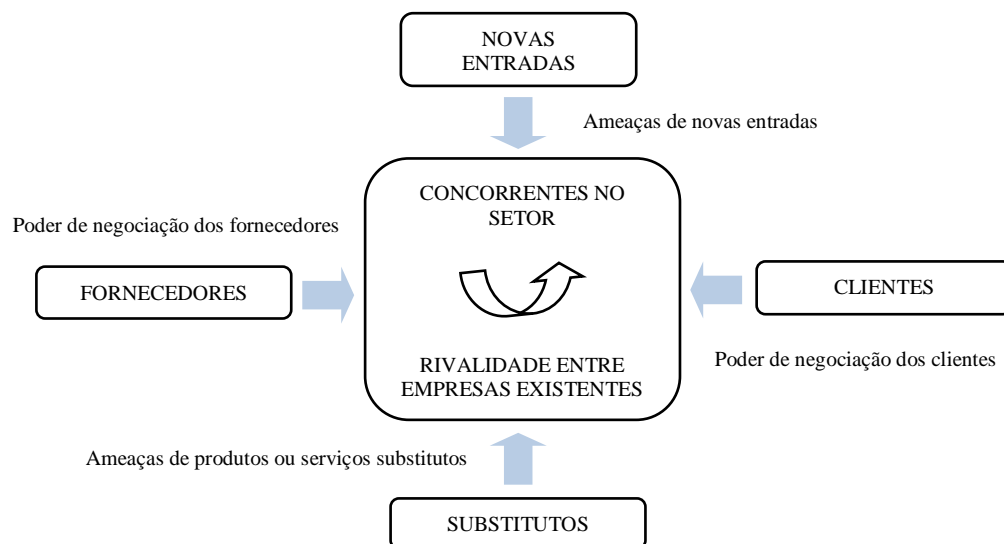 NOVAS
ENTRADAS
Ameaças de novas entradas
CONCORRENTES NO
SETOR
Poder de negociação dos fornecedores
FORNECEDORES
CLIENTES
Poder de negociação dos clientes
RIVALIDADE ENTRE
EMPRESAS EXISTENTES
Ameaças de produtos ou serviços substitutos
SUBSTITUTOS